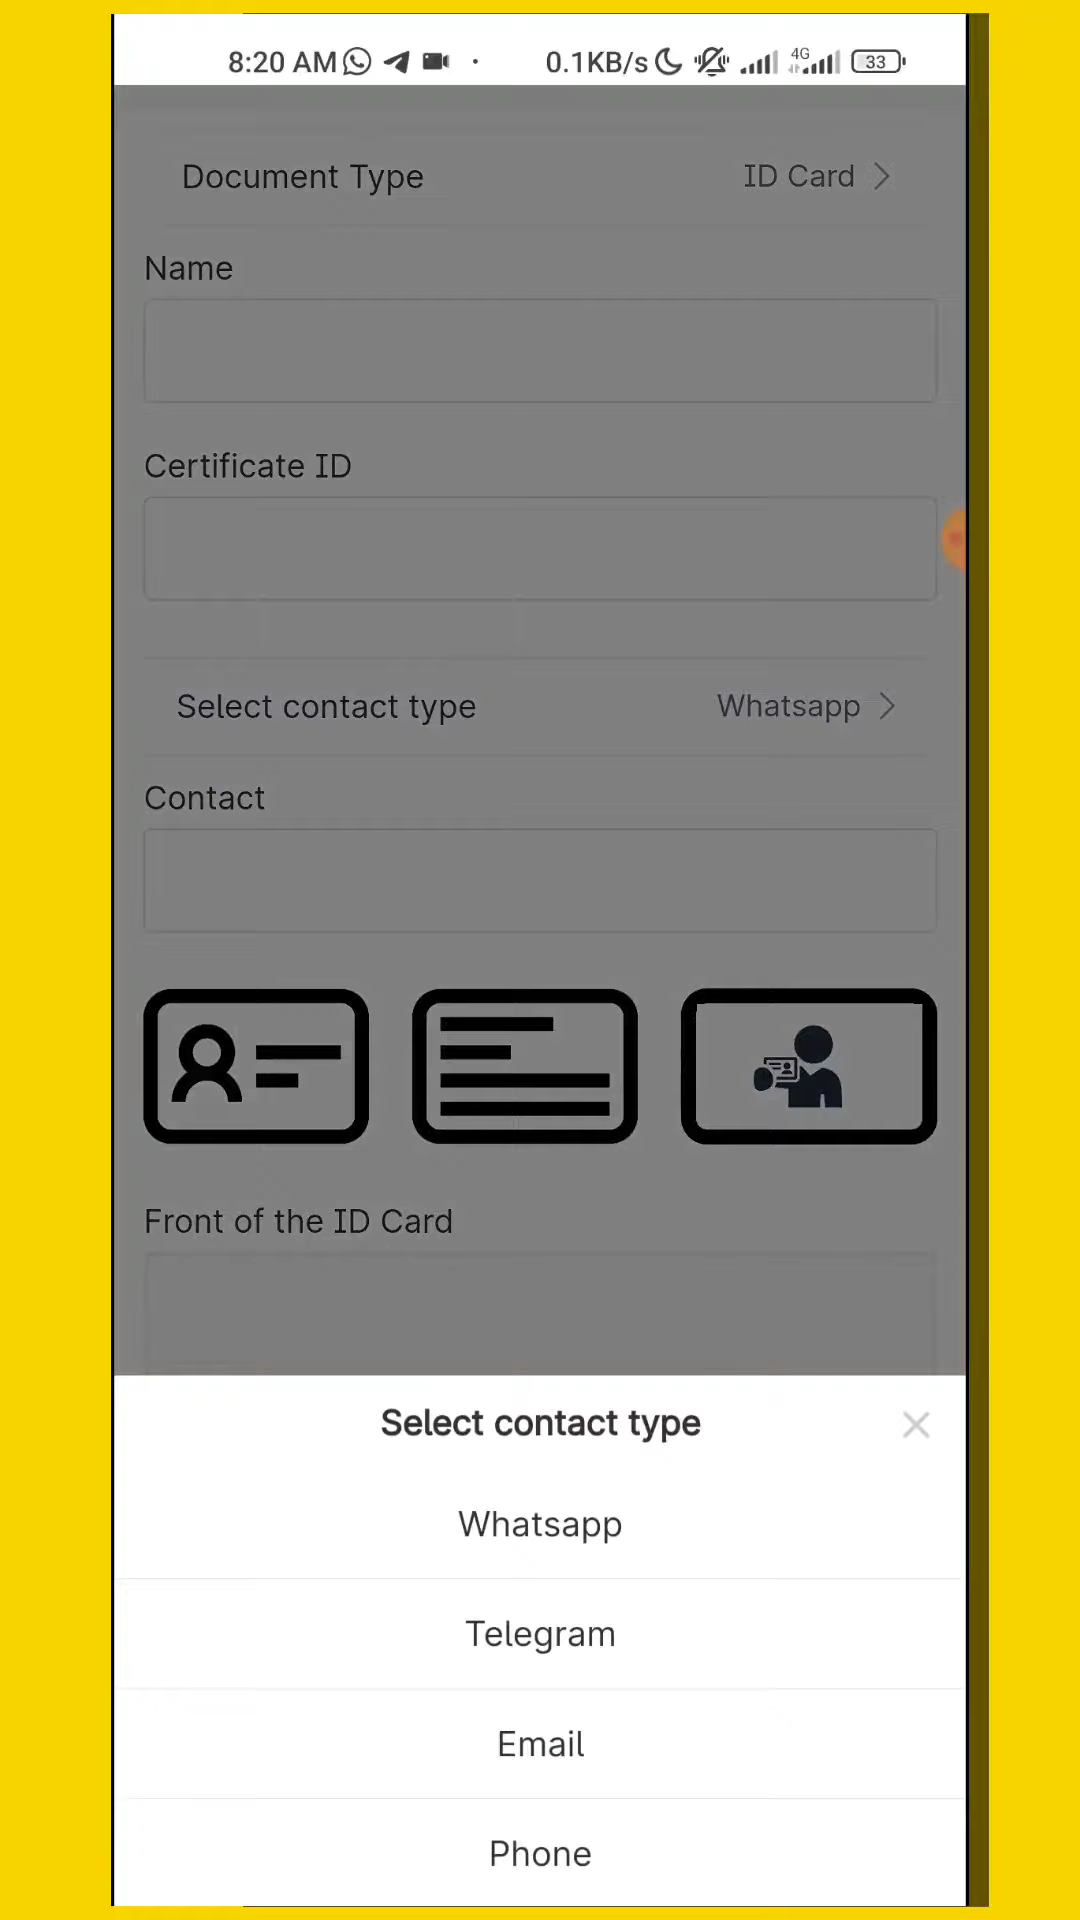 8:20 AM 0.1KB/s 4G 33
Document Type ID Card
Name
Certificate ID
Select contact type Whatsapp
Contact
Front of the ID Card
Select contact type
Whatsapp
Telegram
Email
Phone